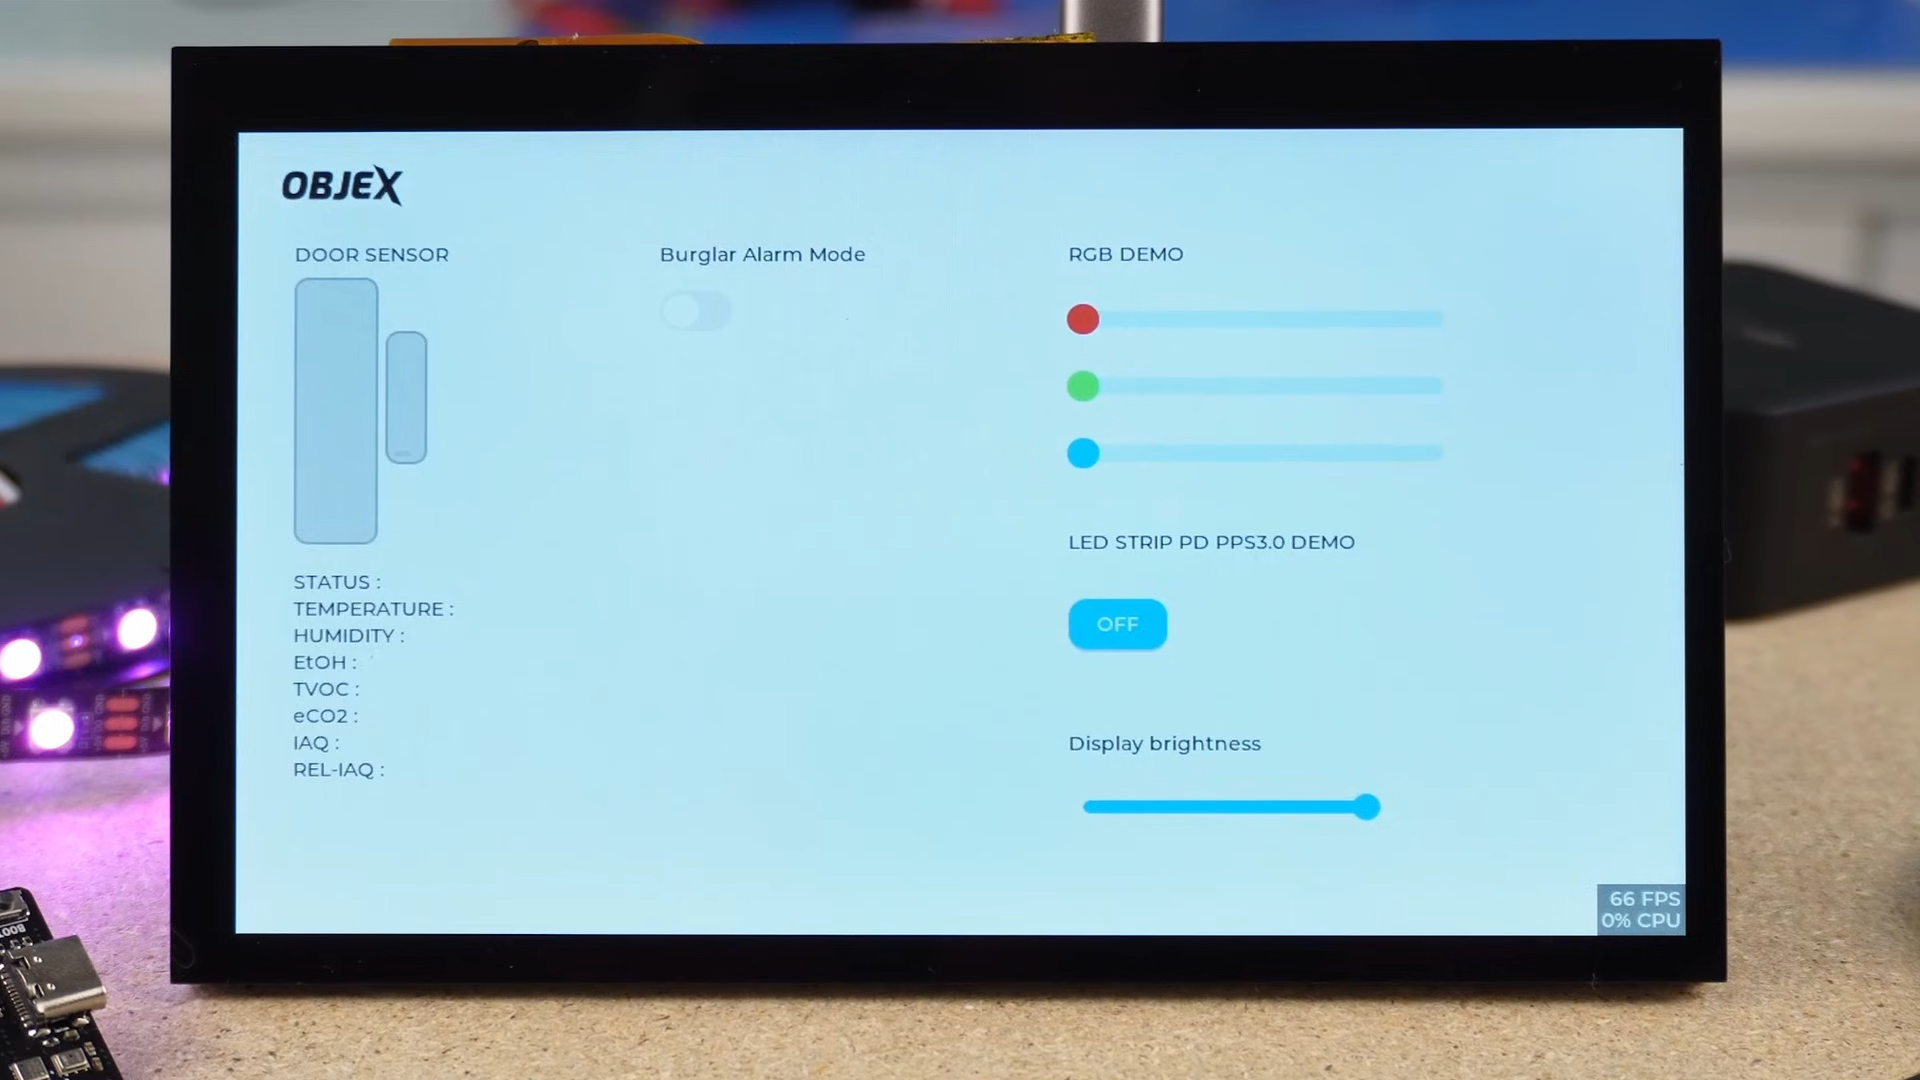 OBJEX
DOOR SENSOR
Burglar Alarm Mode
RGB DEMO
LED STRIP PD PPS3.0 DEMO
OFF
STATUS :
TEMPERATURE :
HUMIDITY :
EtOH :
TVOC :
eCO2 :
IAQ :
REL-IAQ :
Display brightness
66 FPS
0% CPU
BOOT